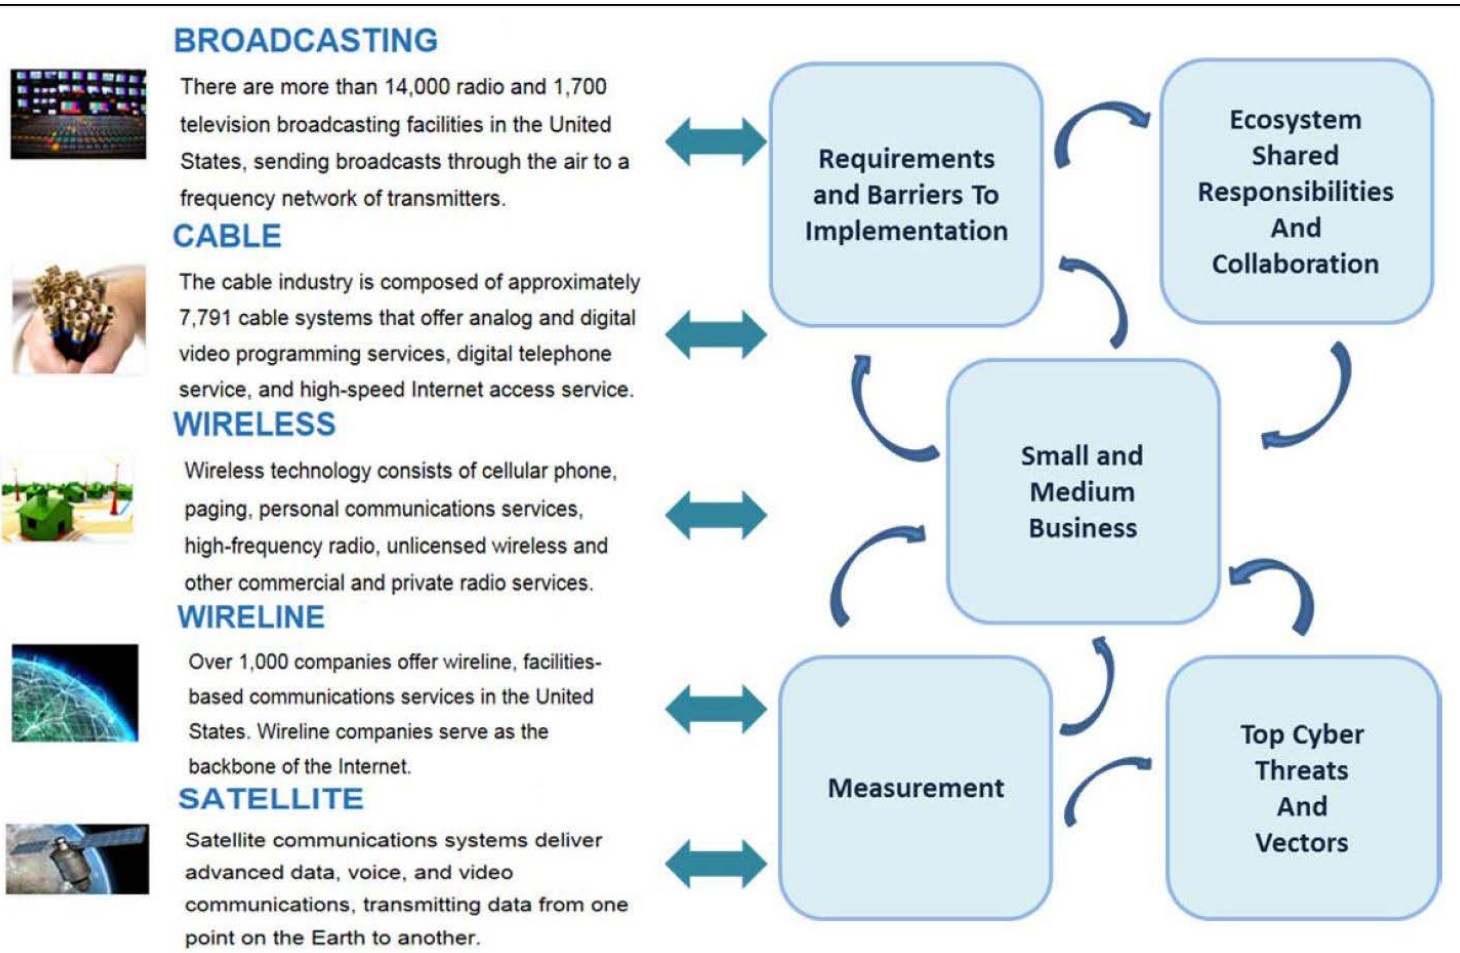 BROADCASTING
There are more than 14,000 radio and 1,700
television broadcasting facilities in the United
States, sending broadcasts through the air to a
frequency network of transmitters.
CABLE
The cable industry is composed of approximately
7,791 cable systems that offer analog and digital
video programming services, digital telephone
service, and high-speed Internet access service.
WIRELESS
Wireless technology consists of cellular phone,
paging, personal communications services,
high-frequency radio, unlicensed wireless and
other commercial and private radio services.
WIRELINE
Over 1,000 companies offer wireline, facilities-
based communications services in the United
States. Wireline companies serve as the
backbone of the Internet.
SATELLITE
Satellite communications systems deliver
advanced data, voice, and video
communications, transmitting data from one
point on the Earth to another.
Requirements
and Barriers To
Implementation
Ecosystem
Shared
Responsibilities
And
Collaboration
Small and
Medium
Business
Measurement
Top Cyber
Threats
And
Vectors